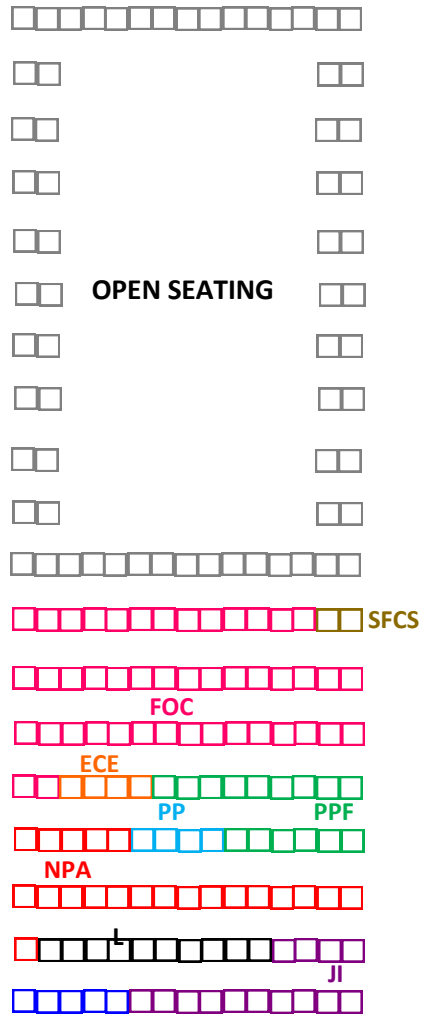 OPEN SEATING
SFCS
FOC
ECE
PP PPF
NPA
L
JI